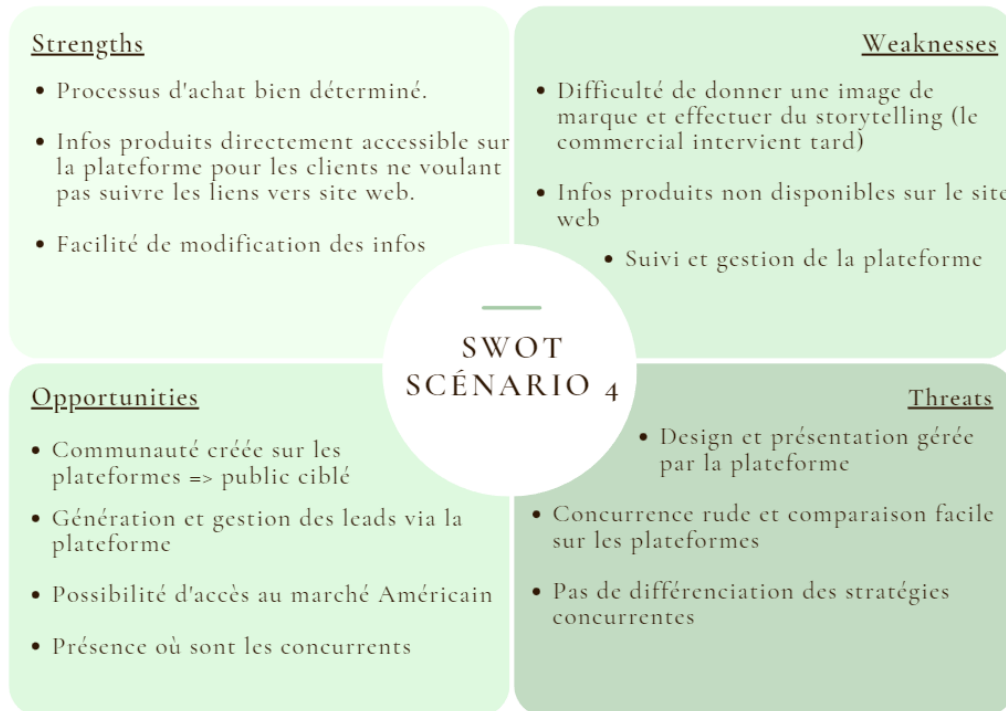 Strengths
• Processus d'achat bien déterminé.
• Infos produits directement accessible sur
la plateforme pour les clients ne voulant
pas suivre les liens vers site web.
• Facilité de modification des infos
Weaknesses
• Difficulté de donner une image de
marque et effectuer du storytelling (le
commercial intervient tard)
• Infos produits non disponibles sur le site
web
• Suivi et gestion de la plateforme
SWOT
SCÉNARIO 4
Opportunities
• Communauté créée sur les
plateformes => public ciblé
• Génération et gestion des leads via la
plateforme
• Possibilité d'accès au marché Américain
• Présence où sont les concurrents
Threats
• Design et présentation gérée
par la plateforme
• Concurrence rude et comparaison facile
sur les plateformes
• Pas de différenciation des stratégies
concurrentes